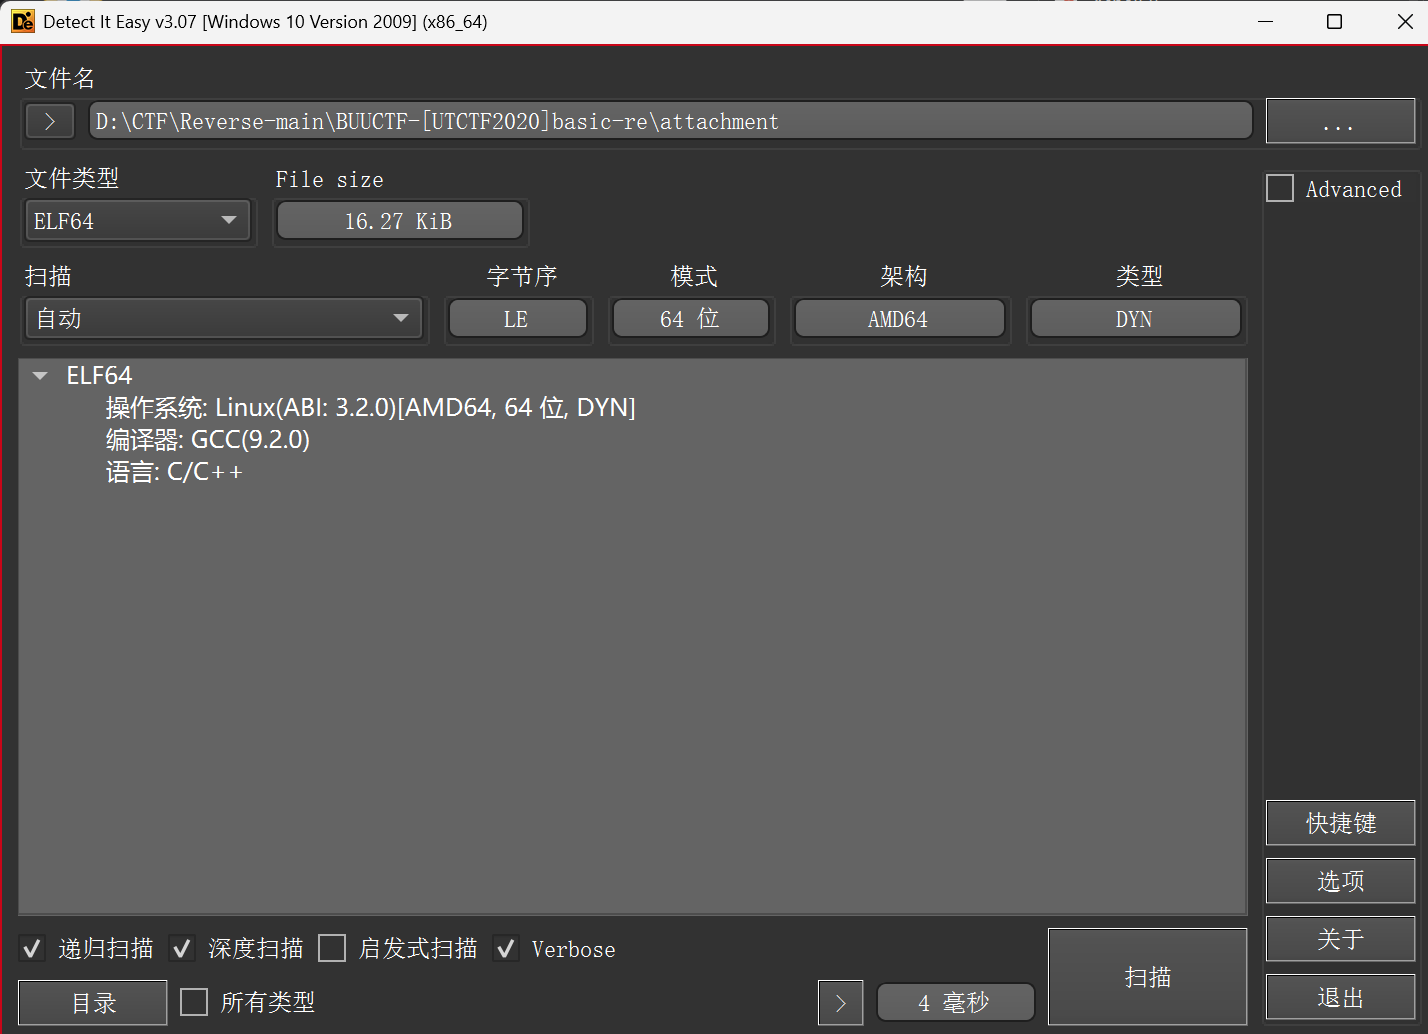 Detect It Easy v3.07 [Windows 10 Version 2009] (x86_64)
文件名
D:\CTF\Reverse-main\BUUCTF-[UTCTF2020]basic-re\attachment
...
文件类型 File size
ELF64 16.27 KiB
Advanced
扫描 字节序 模式 架构 类型
自动 LE 64 位 AMD64 DYN
ELF64
操作系统: Linux(ABI: 3.2.0)[AMD64, 64 位, DYN]
编译器: GCC(9.2.0)
语言: C/C++
快捷键
选项
关于
退出
递归扫描 深度扫描 启发式扫描 Verbose
目录 所有类型 > 4 毫秒 扫描